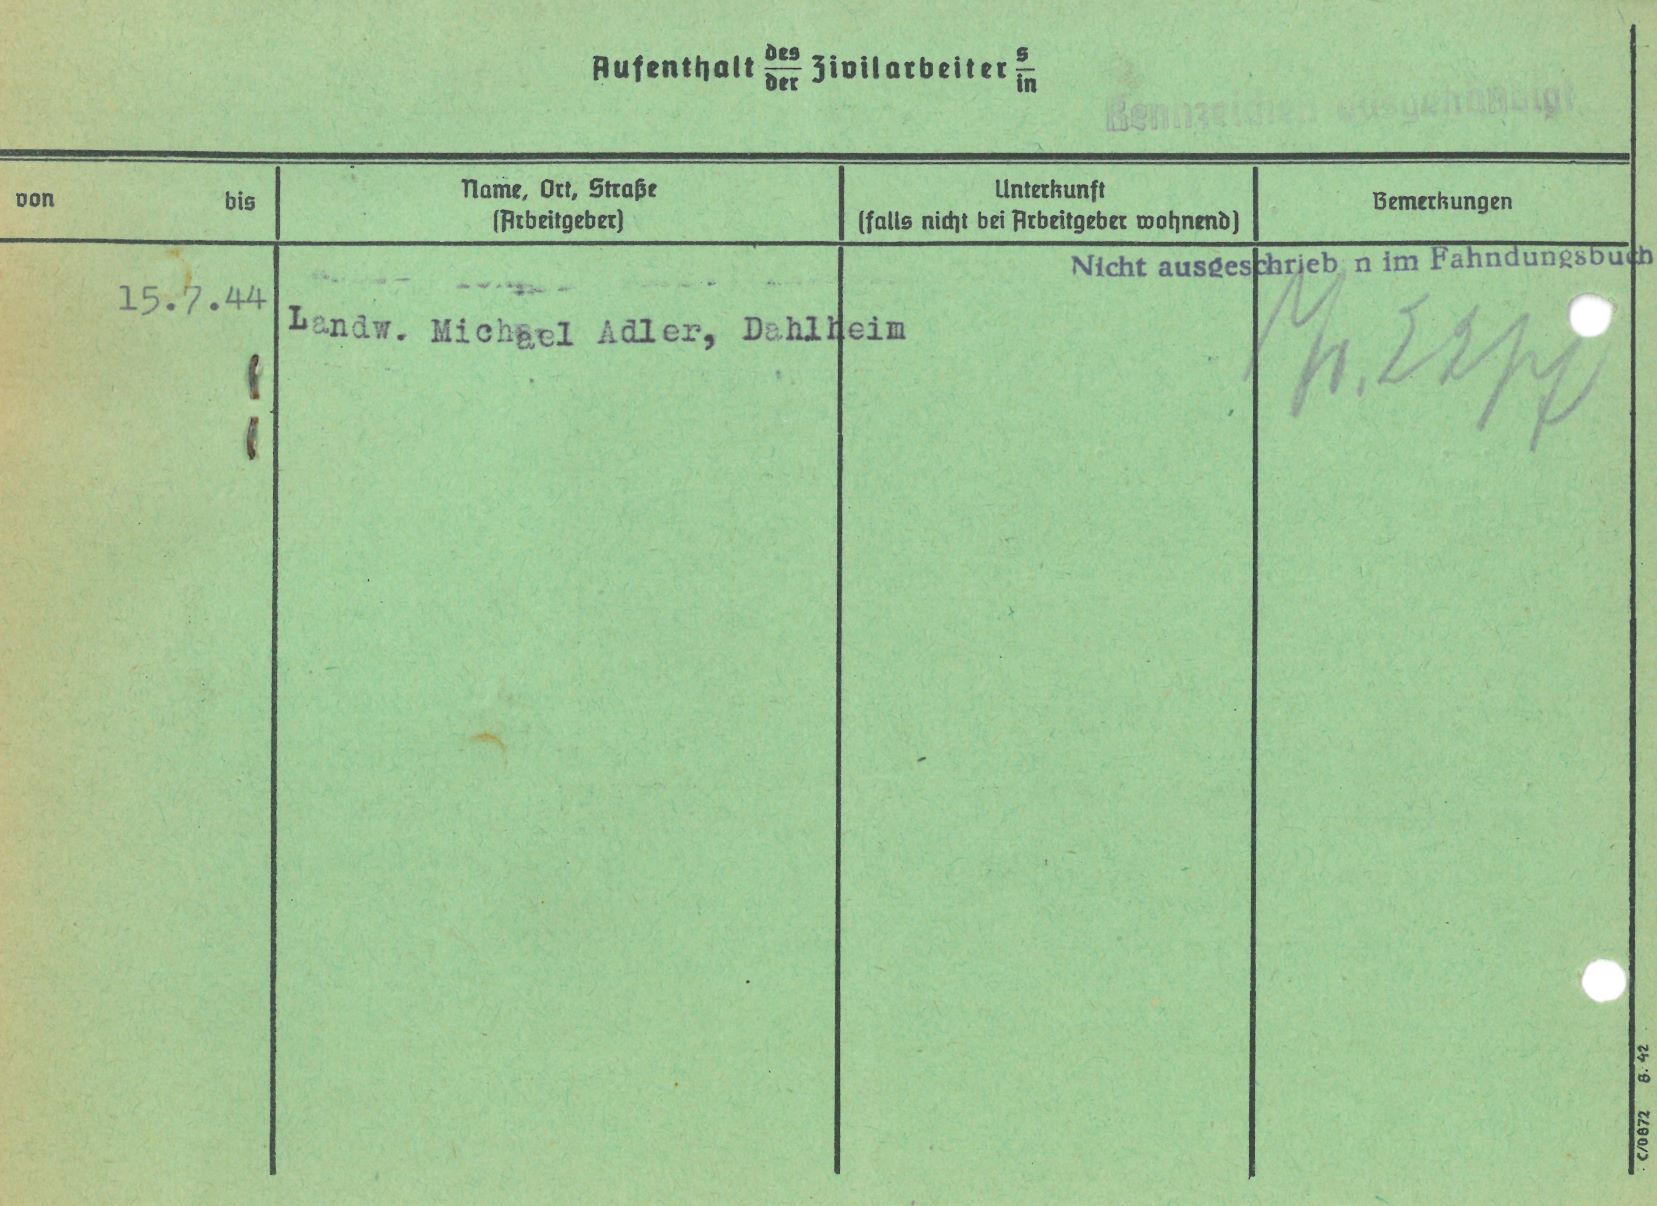 Aufenthalt des/der Zivilarbeiter s/in
Kennzeichen ausgehändigt
von bis
Name, Ort, Straße
(Arbeitgeber)
Unterkunft
(falls nicht bei Arbeitgeber wohnend)
Bemerkungen
Nicht ausgeschrieb n im Fahndungsbuch
15.7.44
Landw. Michael Adler, Dahlheim
C/0872 8. 42